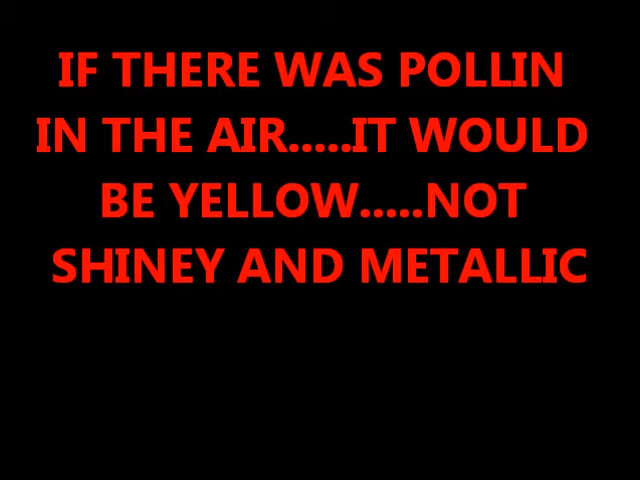 IF THERE WAS POLLIN
IN THE AIR.....IT WOULD
BE YELLOW.....NOT
SHINEY AND METALLIC